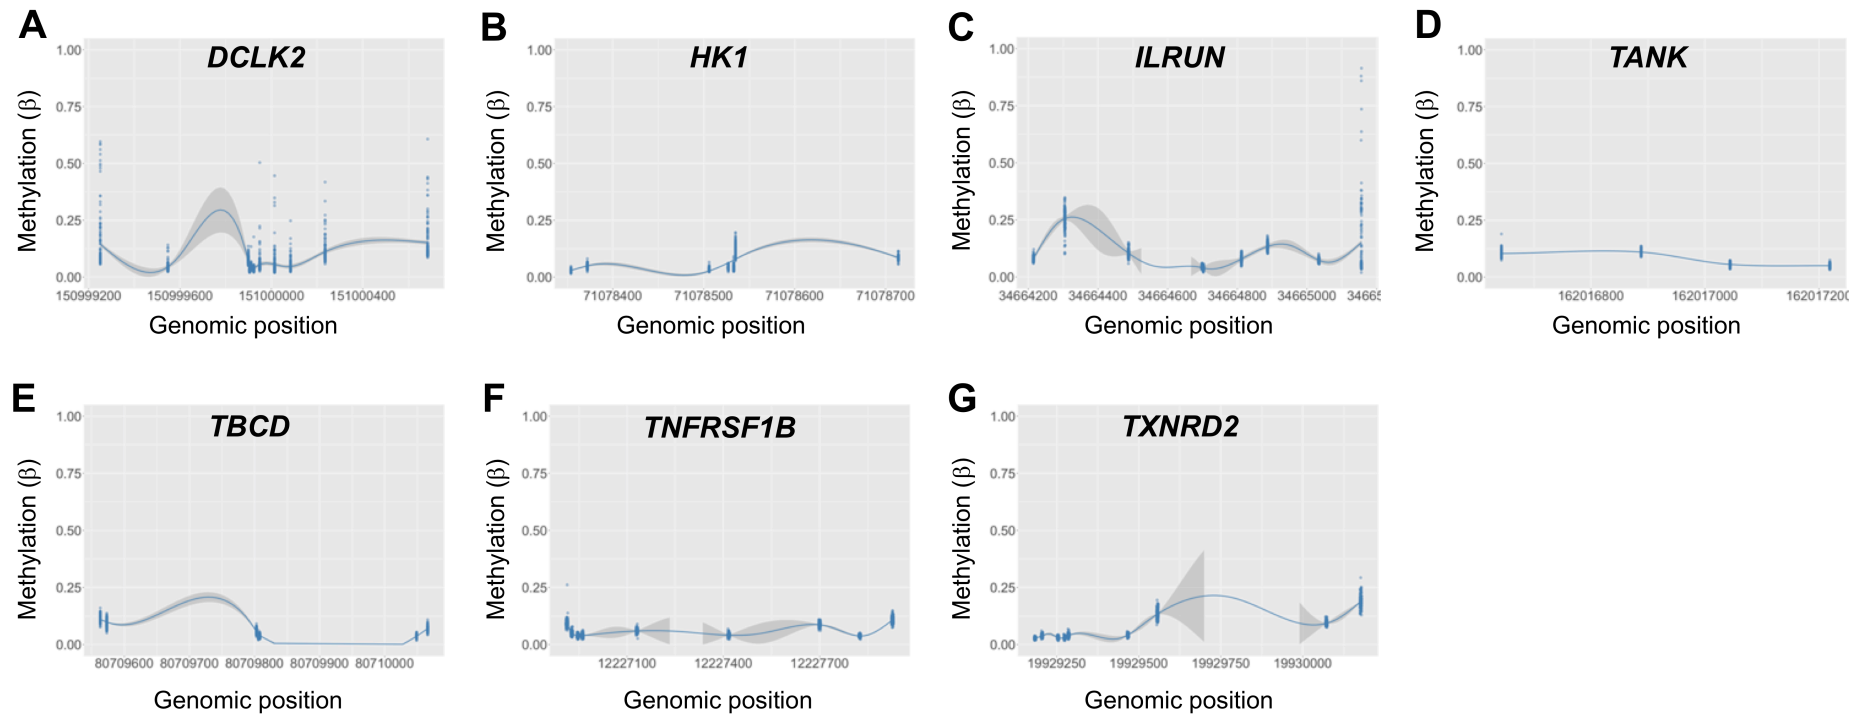 A
DCLK2
1.00
0.75
0.50
0.25
0.00
Methylation (β)
150999200 150999600 151000000 151000400
Genomic position
B
HK1
1.00
0.75
0.50
0.25
0.00
Methylation (β)
71078400 71078500 71078600 71078700
Genomic position
C
ILRUN
1.00
0.75
0.50
0.25
0.00
Methylation (β)
34664200 34664400 34664600 34664800 34665000 34665
Genomic position
D
TANK
1.00
0.75
0.50
0.25
0.00
Methylation (β)
162016800 162017000 162017200
Genomic position
E
TBCD
1.00
0.75
0.50
0.25
0.00
Methylation (β)
80709600 80709700 80709800 80709900 80710000
Genomic position
F
TNFRSF1B
1.00
0.75
0.50
0.25
0.00
Methylation (β)
12227100 12227400 12227700
Genomic position
G
TXNRD2
1.00
0.75
0.50
0.25
0.00
Methylation (β)
19929250 19929500 19929750 19930000
Genomic position